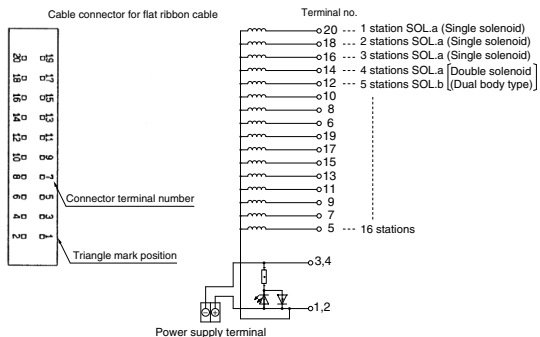 Cable connector for flat ribbon cable
20 19
18 17
16 15
14 13
12 11
10 9
8 7
6 5
4 3
2 1
Connector terminal number
Triangle mark position
Terminal no.
20 --- 1 station SOL.a (Single solenoid)
18 --- 2 stations SOL.a (Single solenoid)
16 --- 3 stations SOL.a (Single solenoid)
14 --- 4 stations SOL.a [Double solenoid
12 --- 5 stations SOL.b (Dual body type)]
10
8
6
19
17
15
13
11
9
7
5 --- 16 stations
3,4
1,2
Power supply terminal